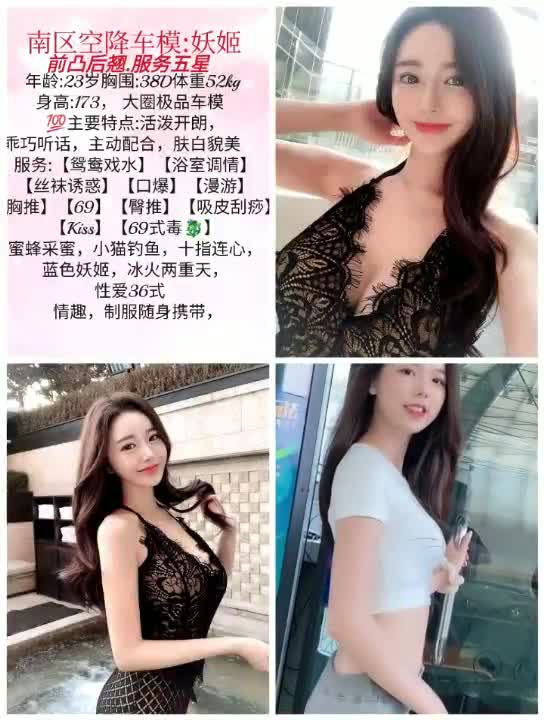 南区空降车模:妖姬
前凸后翘.服务五星
年龄:23岁胸围:38D体重52kg
身高:173，大圈极品车模
💯主要特点:活泼开朗，
乖巧听话，主动配合，肤白貌美
服务:【鸳鸯戏水】【浴室调情】
【丝袜诱惑】【口爆】【漫游】
胸推】【69】【臀推】【吸皮刮痧】
【Kiss】【69式毒🐉】
蜜蜂采蜜，小猫钓鱼，十指连心，
蓝色妖姬，冰火两重天，
性爱36式
情趣，制服随身携带，